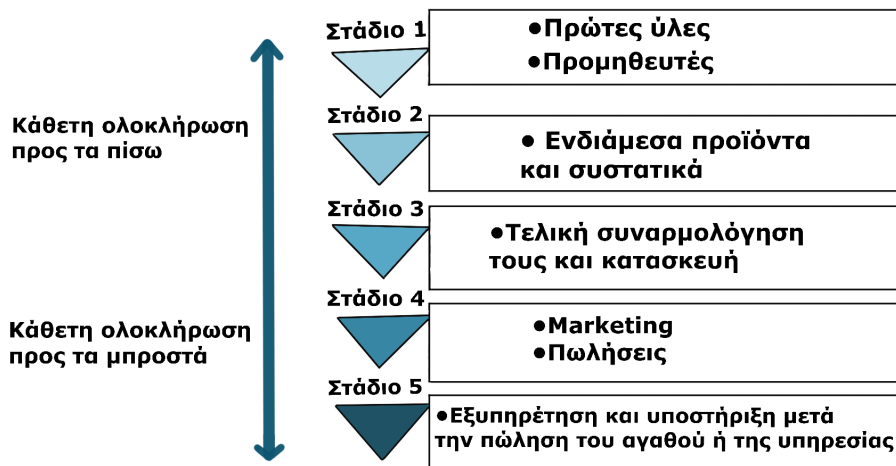 Στάδιο 1
●Πρώτες ύλες
●Προμηθευτές
Κάθετη ολοκλήρωση
προς τα πίσω
Στάδιο 2
● Ενδιάμεσα προϊόντα
και συστατικά
Στάδιο 3
●Τελική συναρμολόγηση
τους και κατασκευή
Κάθετη ολοκλήρωση
προς τα μπροστά
Στάδιο 4
●Marketing
●Πωλήσεις
Στάδιο 5
●Εξυπηρέτηση και υποστήριξη μετά
την πώληση του αγαθού ή της υπηρεσίας